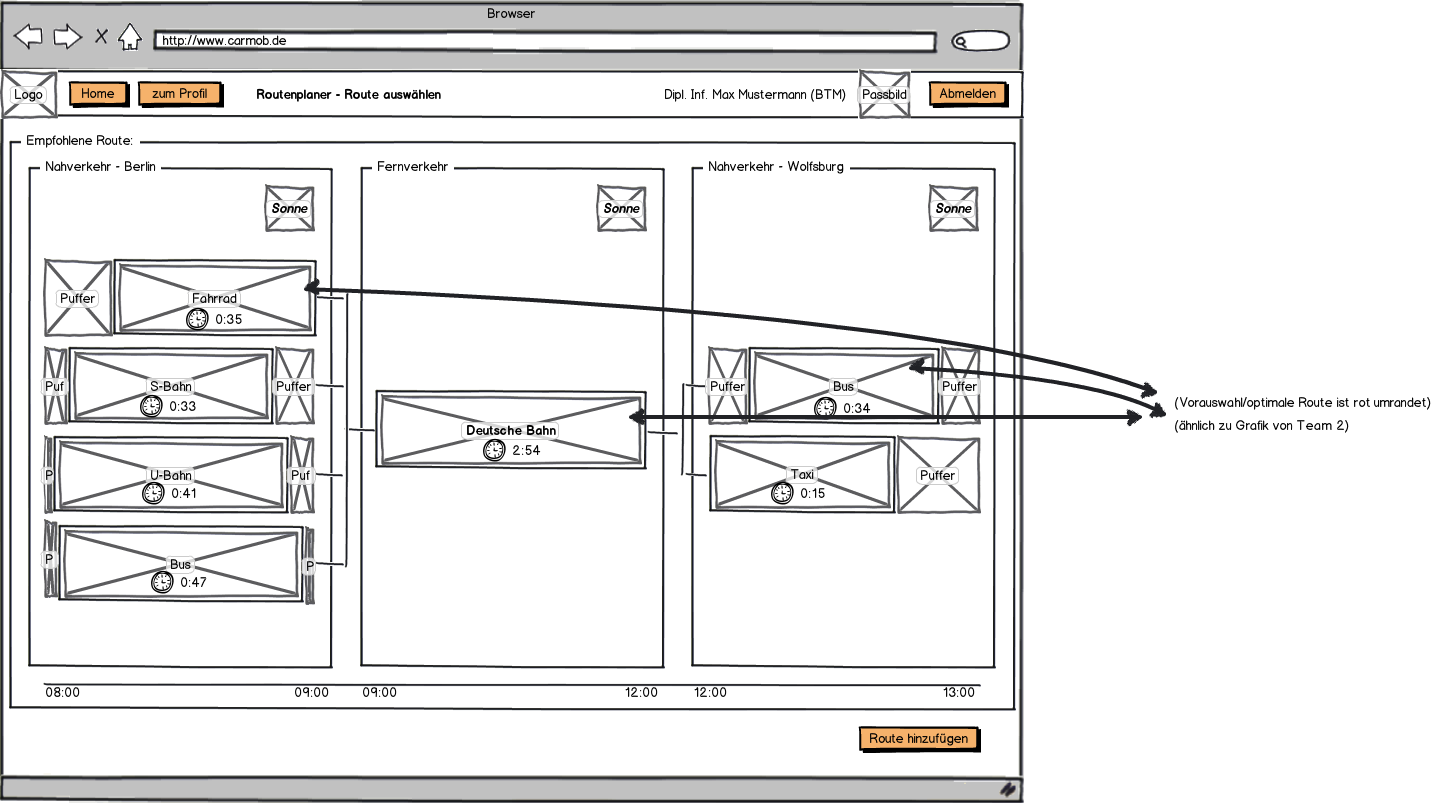 Browser
http://www.carmob.de
Logo
Home
zum Profil
Routenplaner - Route auswählen
Dipl. Inf. Max Mustermann (BTM)
Passbild
Abmelden
Empfohlene Route:
Nahverkehr - Berlin
Sonne
Puffer
Fahrrad
0:35
Puf
S-Bahn
0:33
Puffer
P
U-Bahn
0:41
Puf
P
Bus
0:47
P
08:00
09:00
Fernverkehr
Sonne
Deutsche Bahn
2:54
09:00
12:00
Nahverkehr - Wolfsburg
Sonne
Puffer
Bus
0:34
Puffer
Taxi
0:15
Puffer
12:00
13:00
(Vorauswahl/optimale Route ist rot umrandet)
(ähnlich zu Grafik von Team 2)
Route hinzufügen